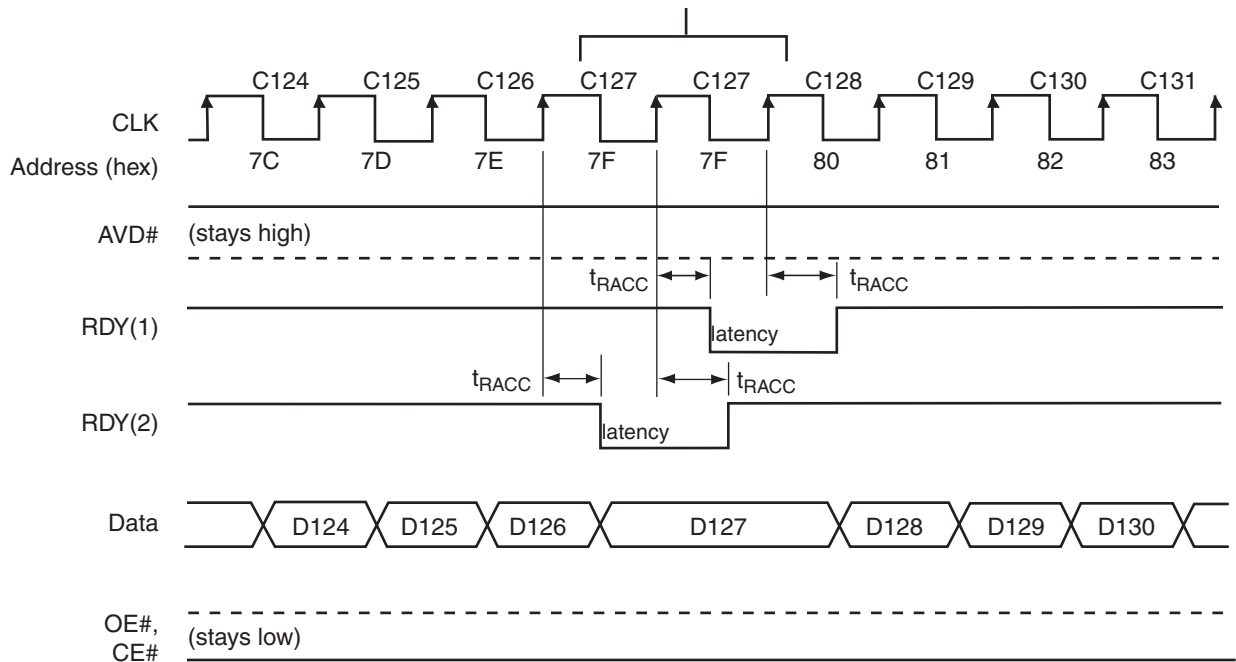 C124 C125 C126 C127 C127 C128 C129 C130 C131
CLK
Address (hex) 7C 7D 7E 7F 7F 80 81 82 83
AVD# (stays high)
tRACC tRACC
RDY(1) latency
tRACC tRACC
RDY(2) latency
Data D124 D125 D126 D127 D128 D129 D130
OE#,
CE# (stays low)